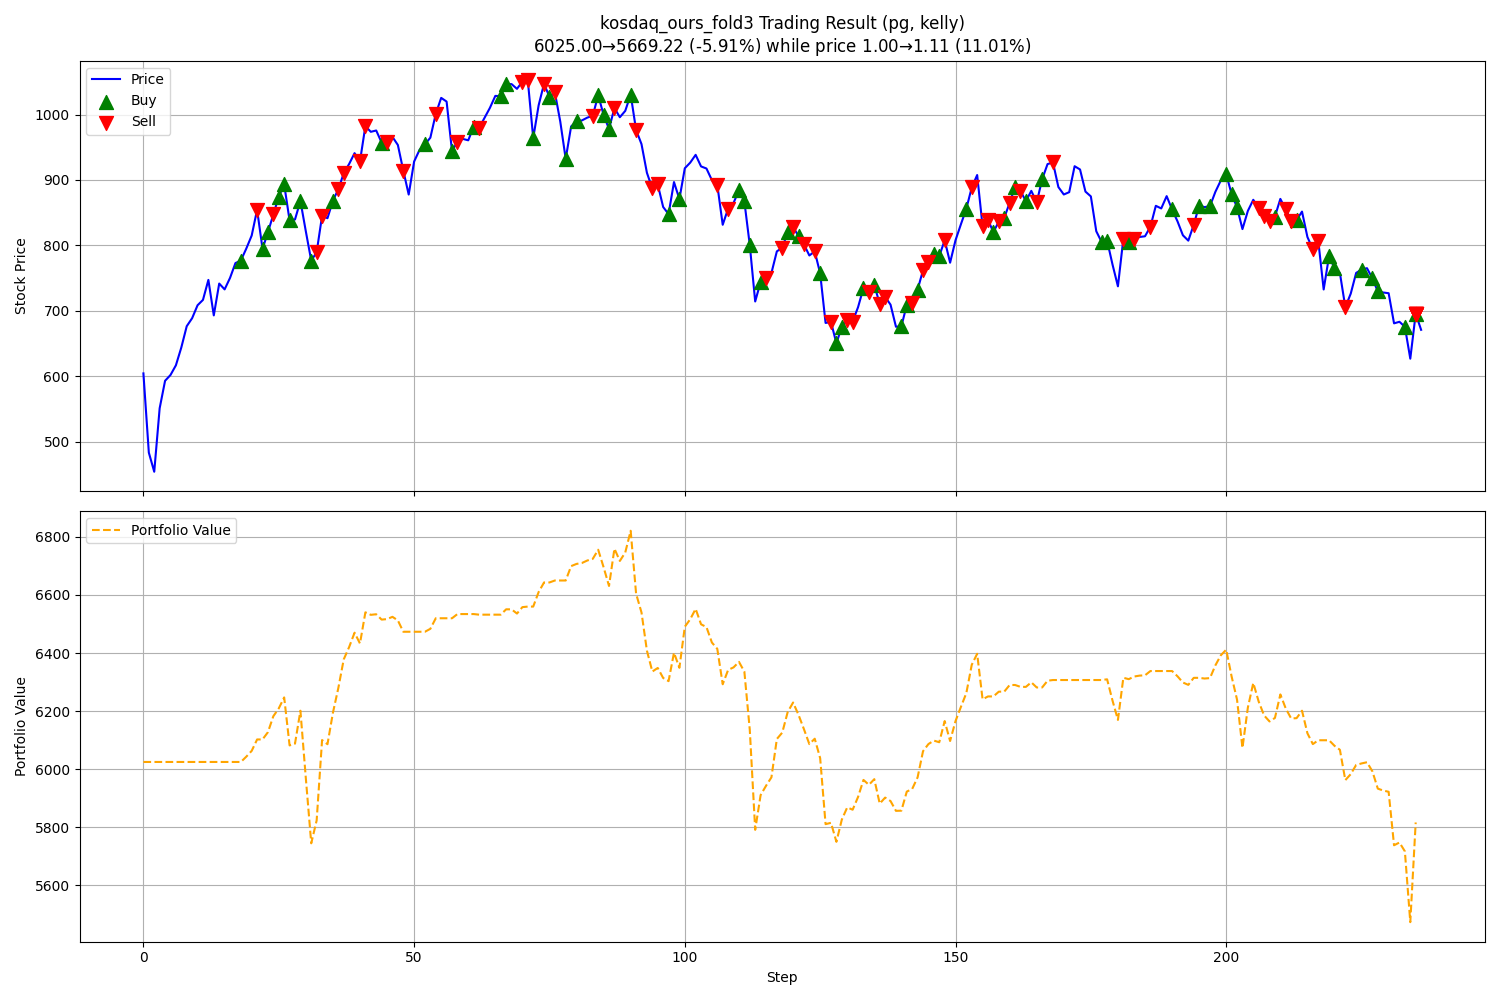 kosdaq_ours_fold3 Trading Result (pg, kelly)
6025.00→5669.22 (-5.91%) while price 1.00→1.11 (11.01%)
Price
Buy
Sell
Stock Price
1000
900
800
700
600
500
Portfolio Value
Portfolio Value
6800
6600
6400
6200
6000
5800
5600
0
50
100
150
200
Step